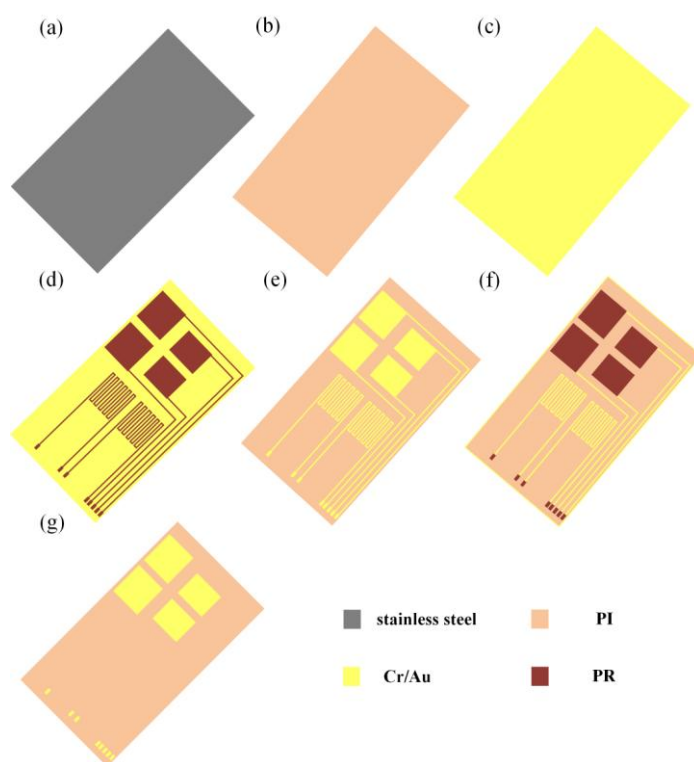 (a)
(b)
(c)
(d)
(e)
(f)
(g)
stainless steel
PI
Cr/Au
PR